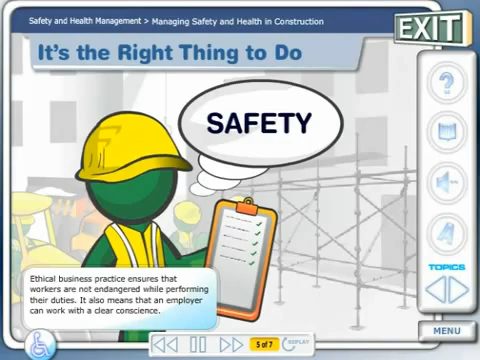 Safety and Health Management > Managing Safety and Health in Construction
EXIT
It's the Right Thing to Do
SAFETY
Ethical business practice ensures that
workers are not endangered while performing
their duties. It also means that an employer
can work with a clear conscience.
TOPICS
MENU
5 of 7
REPLAY